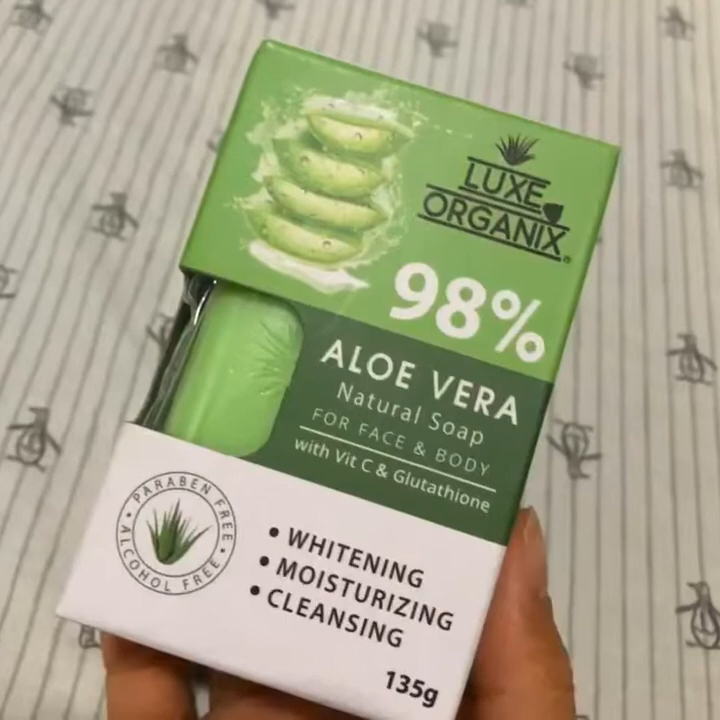 LUXE
ORGANIX®
98%
ALOE VERA
Natural Soap
FOR FACE & BODY
with Vit C & Glutathione
• PARABEN FREE •
ALCOHOL FREE
• WHITENING
• MOISTURIZING
• CLEANSING
135g